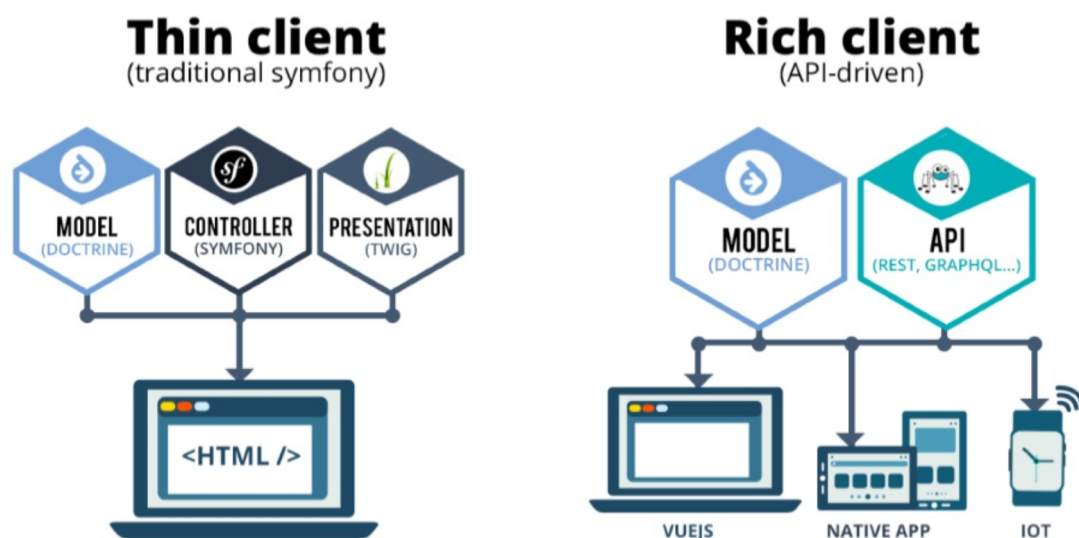 Thin client
(traditional symfony)
Rich client
(API-driven)
sf
MODEL
(DOCTRINE)
CONTROLLER
(SYMFONY)
PRESENTATION
(TWIG)
MODEL
(DOCTRINE)
API
(REST, GRAPHQL...)
<HTML />
VUEJS
NATIVE APP
IOT